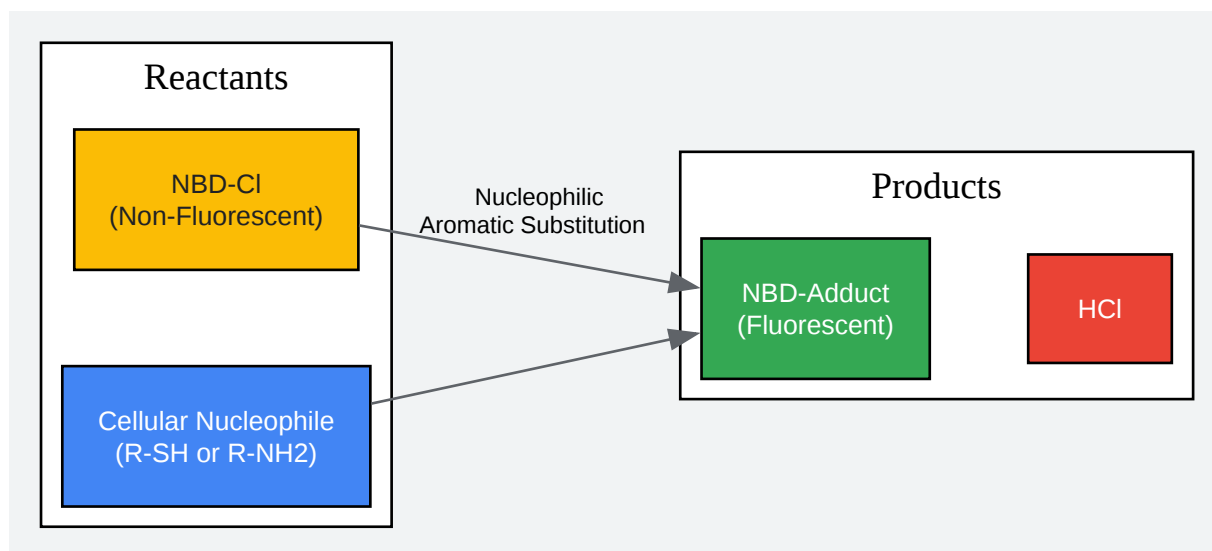 Reactants
NBD-Cl
(Non-Fluorescent)
Cellular Nucleophile
(R-SH or R-NH2)
Nucleophilic
Aromatic Substitution
Products
NBD-Adduct
(Fluorescent)
HCl